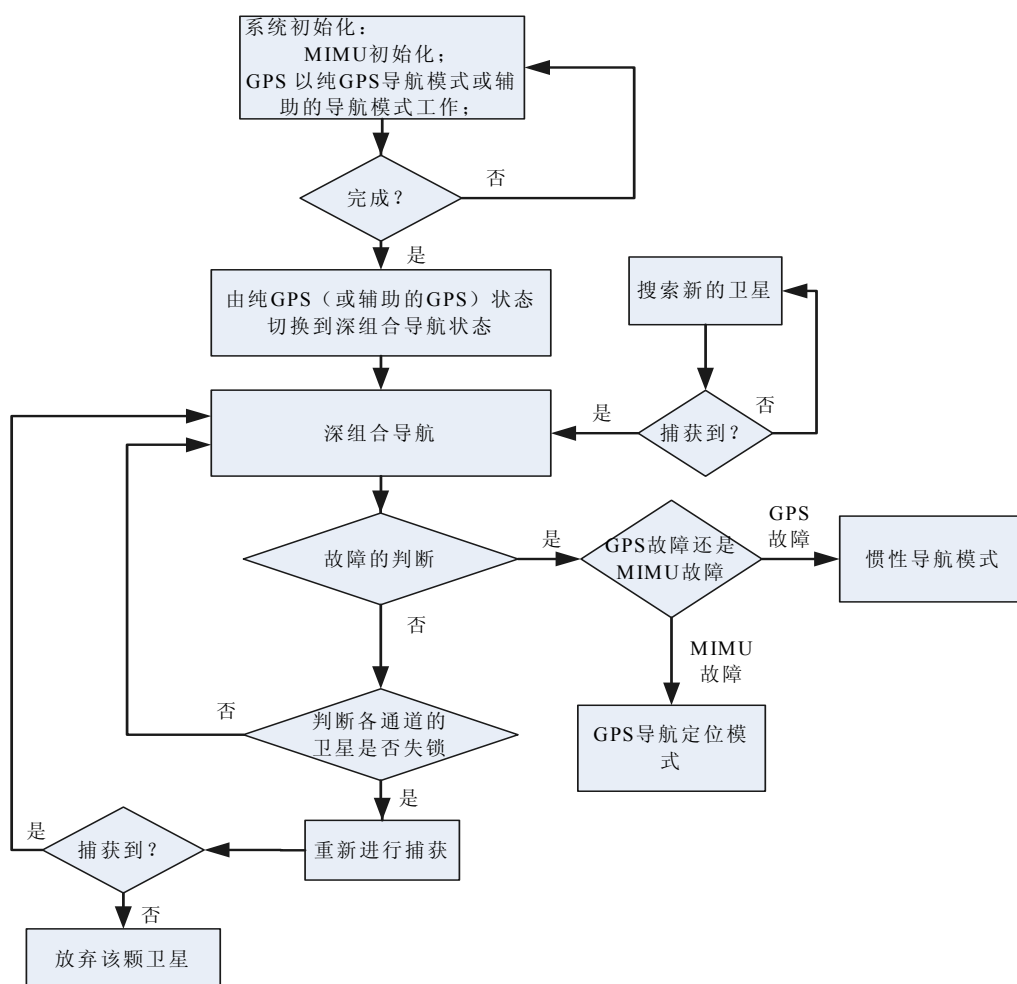 系统初始化：
MIMU初始化；
GPS 以纯GPS导航模式或辅
助的导航模式工作；
完成？
否
是
由纯GPS（或辅助的GPS）状态
切换到深组合导航状态
搜索新的卫星
捕获到？
是
否
深组合导航
故障的判断
是
GPS故障还是
MIMU故障
GPS
故障
惯性导航模式
否
MIMU
故障
GPS导航定位模
式
判断各通道的
卫星是否失锁
否
是
重新进行捕获
捕获到？
是
否
放弃该颗卫星